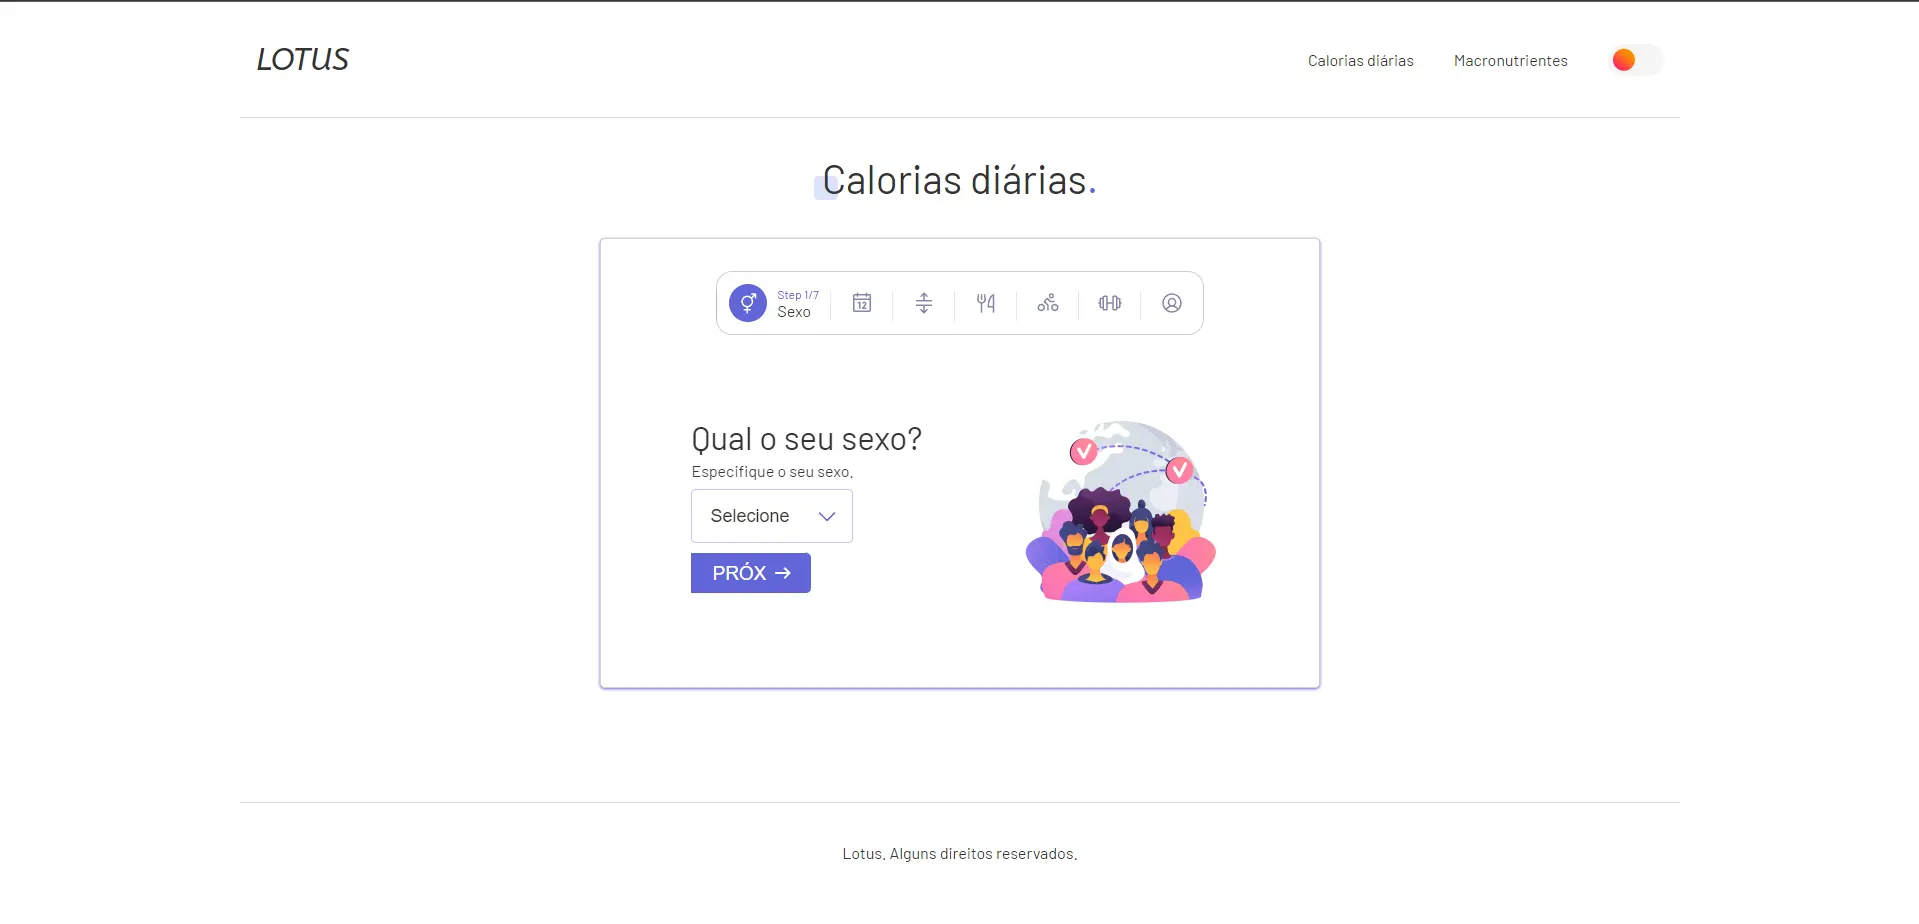 LOTUS
Calorias diárias
Macronutrientes
Calorias diárias.
Step 1/7
Sexo
12
Qual o seu sexo?
Especifique o seu sexo.
Selecione
PRÓX →
Lotus. Alguns direitos reservados.